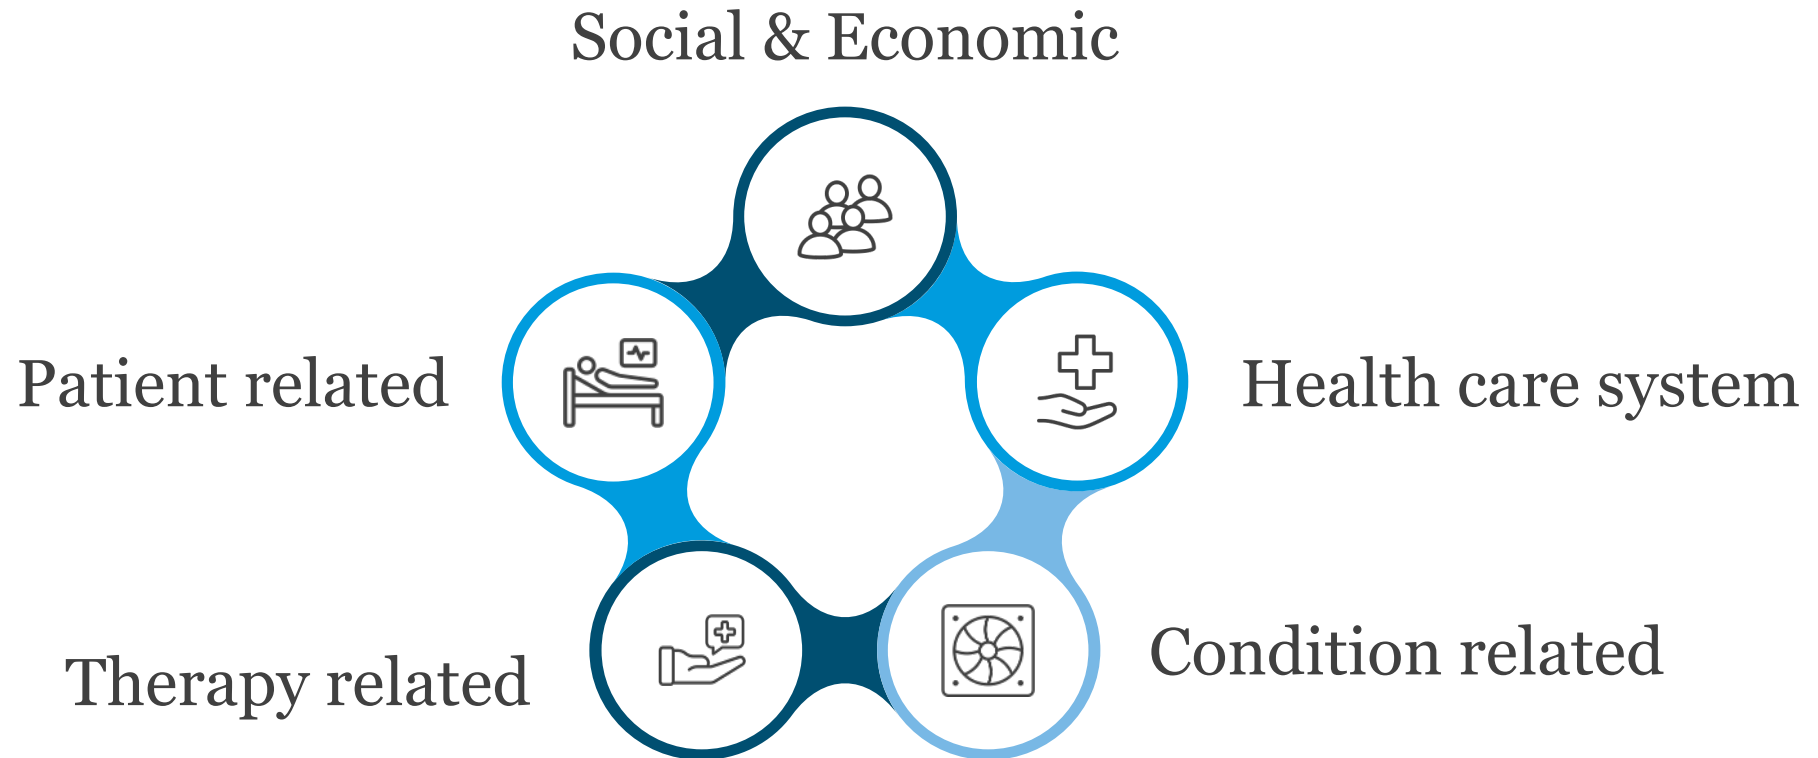 Social & Economic
Patient related
Health care system
Therapy related
Condition related